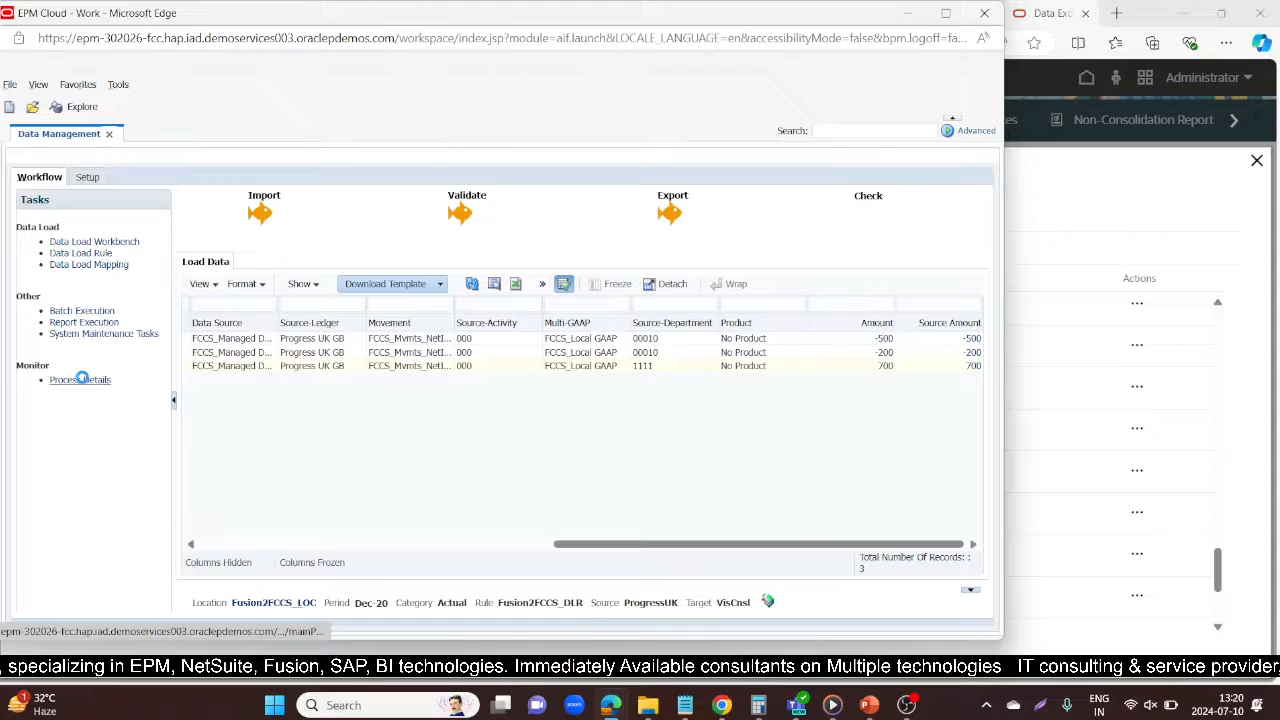 EPM Cloud - Work - Microsoft Edge
Data Exc
https://epm-302026-fcc.hap.iad.demoservices003.oraclepdemos.com/workspace/index.jsp?module=aif.launch&LOCALE_LANGUAGE=en&accessibilityMode=false&bpm.logoff=fa...
File View Favorites Tools
Administrator
Explore
Data Management
Search:
Advanced
Non-Consolidation Report
Workflow Setup
Tasks
Import Validate Export Check
Data Load
Data Load Workbench
Data Load Rule
Data Load Mapping
Load Data
View Format Show Download Template » Freeze Detach Wrap
Actions
Other
Batch Execution
Report Execution
System Maintenance Tasks
Monitor
Process Details
Data Source Source-Ledger Movement Source-Activity Multi-GAAP Source-Department Product Amount Source Amount
FCCS_Managed D... Progress UK GB FCCS_Mvmts_NetI... 000 FCCS_Local GAAP 00010 No Product -500 -500
FCCS_Managed D... Progress UK GB FCCS_Mvmts_NetI... 000 FCCS_Local GAAP 00010 No Product -200 -200
FCCS_Managed D... Progress UK GB FCCS_Mvmts_NetI... 000 FCCS_Local GAAP 1111 No Product 700 700
Columns Hidden Columns Frozen
Total Number Of Records: :
3
Location Fusion2FCCS_LOC Period Dec-20 Category Actual Rule Fusion2FCCS_DLR Source ProgressUK Target VisCnsl
epm-302026-fcc.hap.iad.demoservices003.oraclepdemos.com/.../mainP...
, specializing in EPM, NetSuite, Fusion, SAP, BI technologies. Immediately Available consultants on Multiple technologies IT consulting & service provider,
32°C
Haze
Search
ENG
IN
13:20
2024-07-10